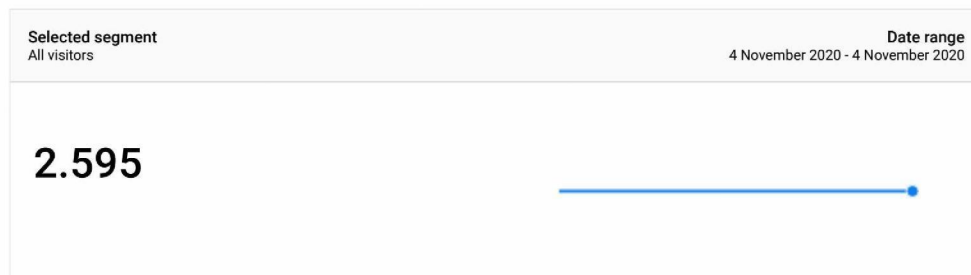 Selected segment
All visitors
Date range
4 November 2020 - 4 November 2020
2.595